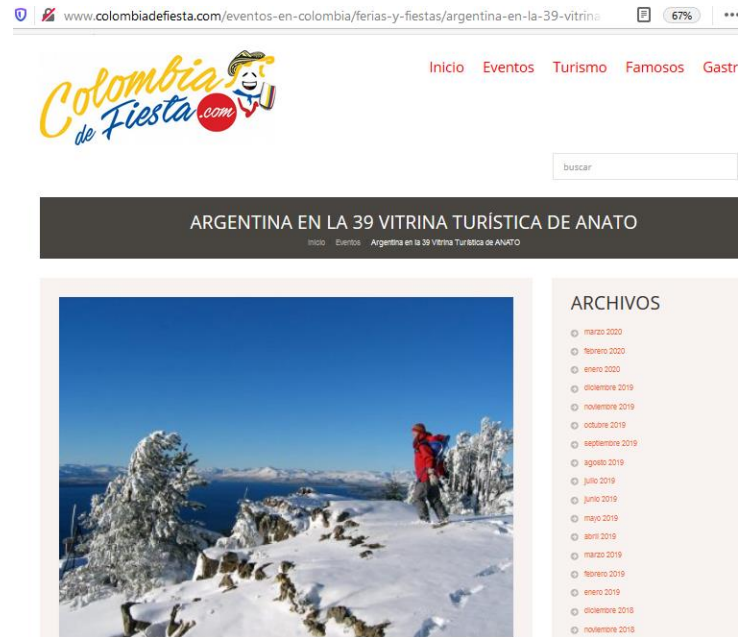 www.colombiadefiesta.com/eventos-en-colombia/ferias-y-fiestas/argentina-en-la-39-vitrina
67%
Colombia
de Fiesta .com
Inicio Eventos Turismo Famosos Gastr
buscar
ARGENTINA EN LA 39 VITRINA TURÍSTICA DE ANATO
Inicio Eventos Argentina en la 39 Vitrina Turística de ANATO
ARCHIVOS
marzo 2020
febrero 2020
enero 2020
diciembre 2019
noviembre 2019
octubre 2019
septiembre 2019
agosto 2019
julio 2019
junio 2019
mayo 2019
abril 2019
marzo 2019
febrero 2019
enero 2019
diciembre 2018
noviembre 2018